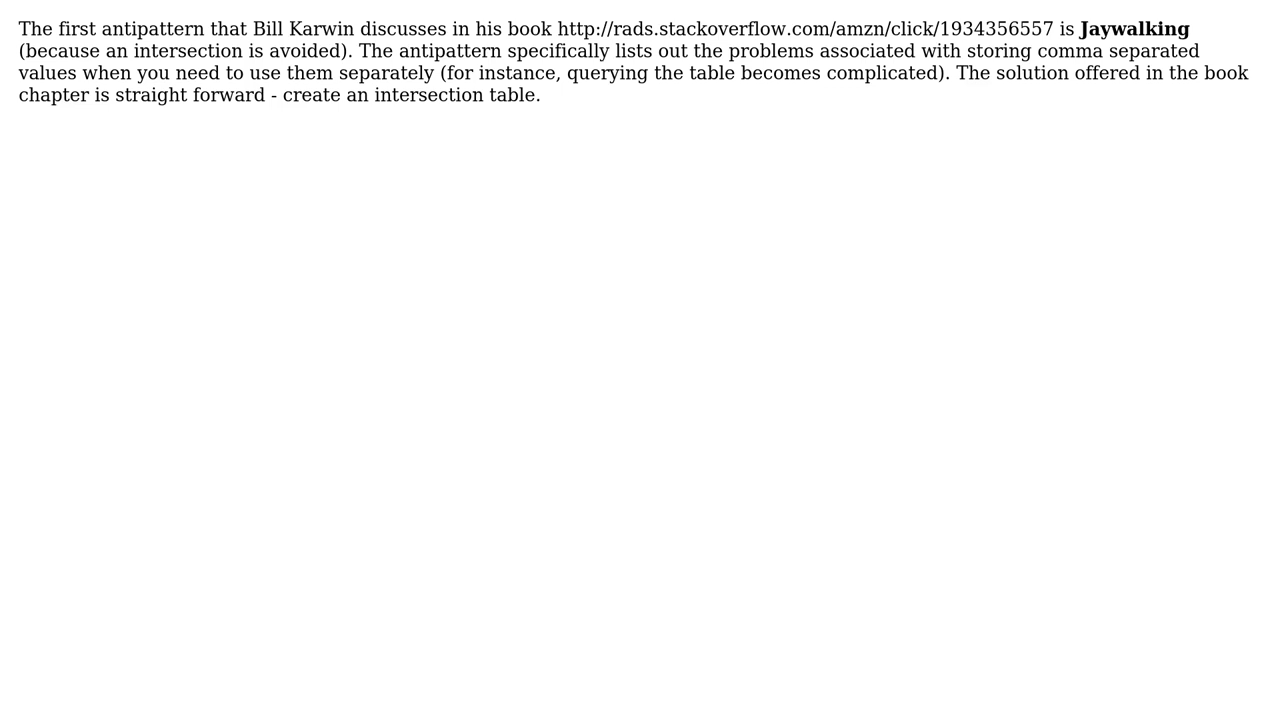 The first antipattern that Bill Karwin discusses in his book http://rads.stackoverflow.com/amzn/click/1934356557 is Jaywalking
(because an intersection is avoided). The antipattern specifically lists out the problems associated with storing comma separated
values when you need to use them separately (for instance, querying the table becomes complicated). The solution offered in the book
chapter is straight forward - create an intersection table.